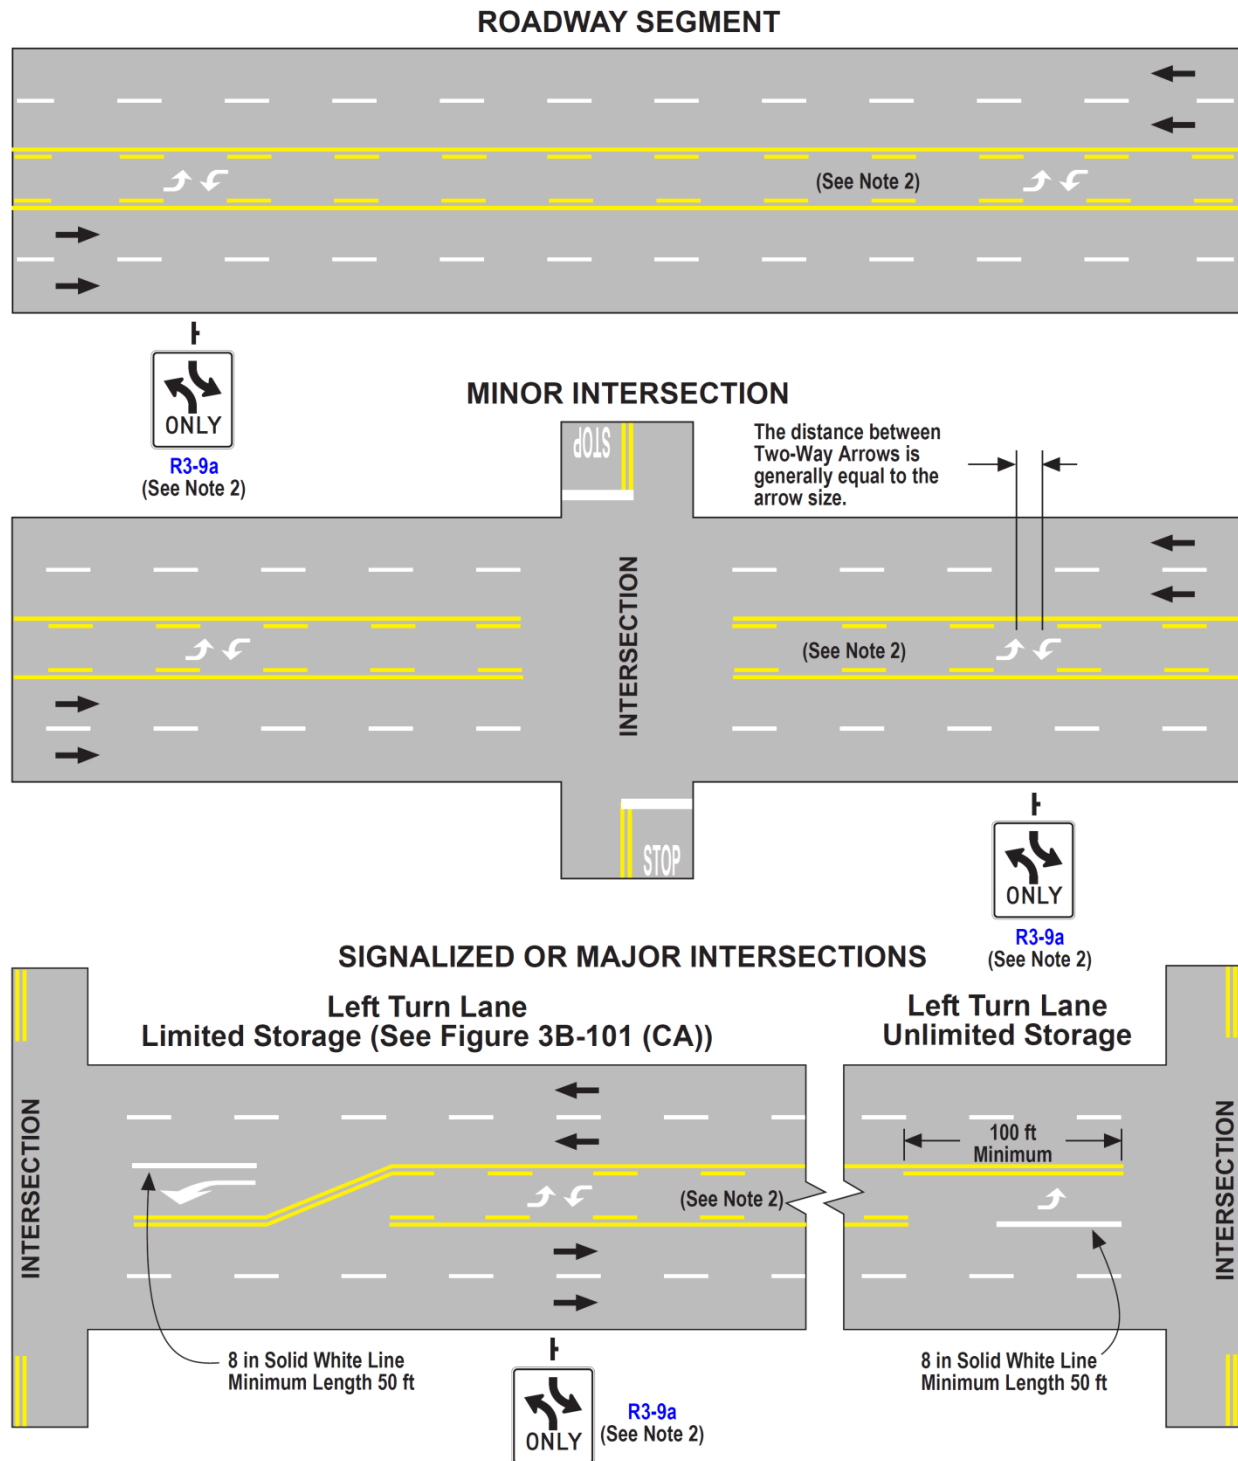 ROADWAY SEGMENT
(See Note 2)
ONLY
R3-9a
(See Note 2)
MINOR INTERSECTION
The distance between
Two-Way Arrows is
generally equal to the
arrow size.
STOP
INTERSECTION
(See Note 2)
STOP
ONLY
R3-9a
(See Note 2)
SIGNALIZED OR MAJOR INTERSECTIONS
Left Turn Lane
Limited Storage (See Figure 3B-101 (CA))
Left Turn Lane
Unlimited Storage
INTERSECTION
(See Note 2)
100 ft
Minimum
INTERSECTION
8 in Solid White Line
Minimum Length 50 ft
8 in Solid White Line
Minimum Length 50 ft
ONLY
R3-9a
(See Note 2)